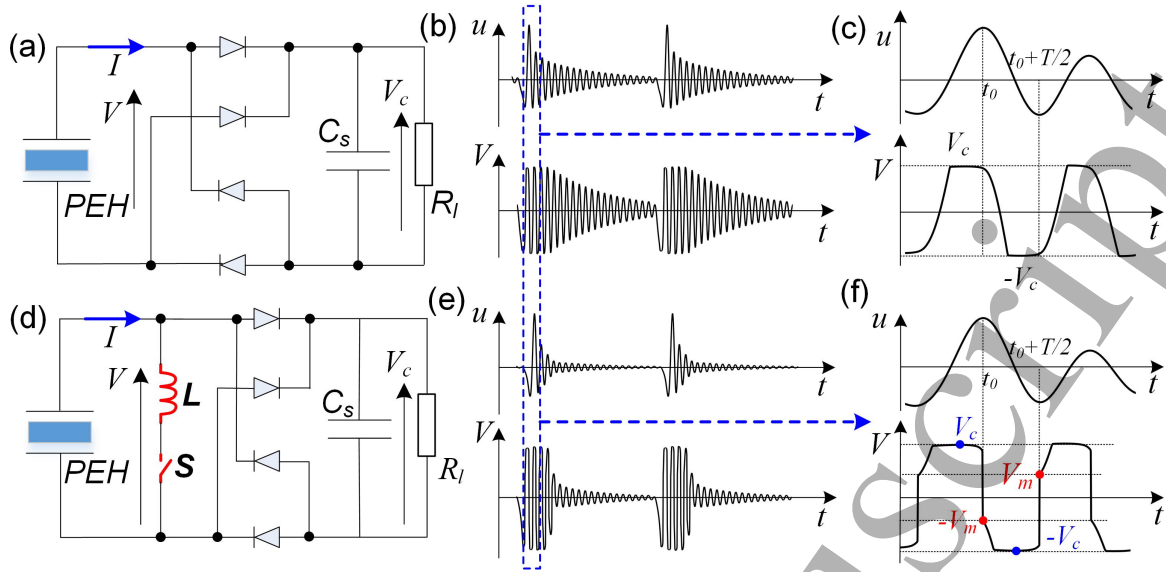 (a)
I
V
PEH
Cs
Vc
Rl
(b)
u
t
V
t
(c)
u
t0
t0+T/2
t
Vc
V
t
-Vc
(d)
I
V
L
S
PEH
Cs
Vc
Rl
(e)
u
t
V
t
(f)
u
t0
t0+T/2
t
Vc
V
Vm
-Vm
-Vc
t
script